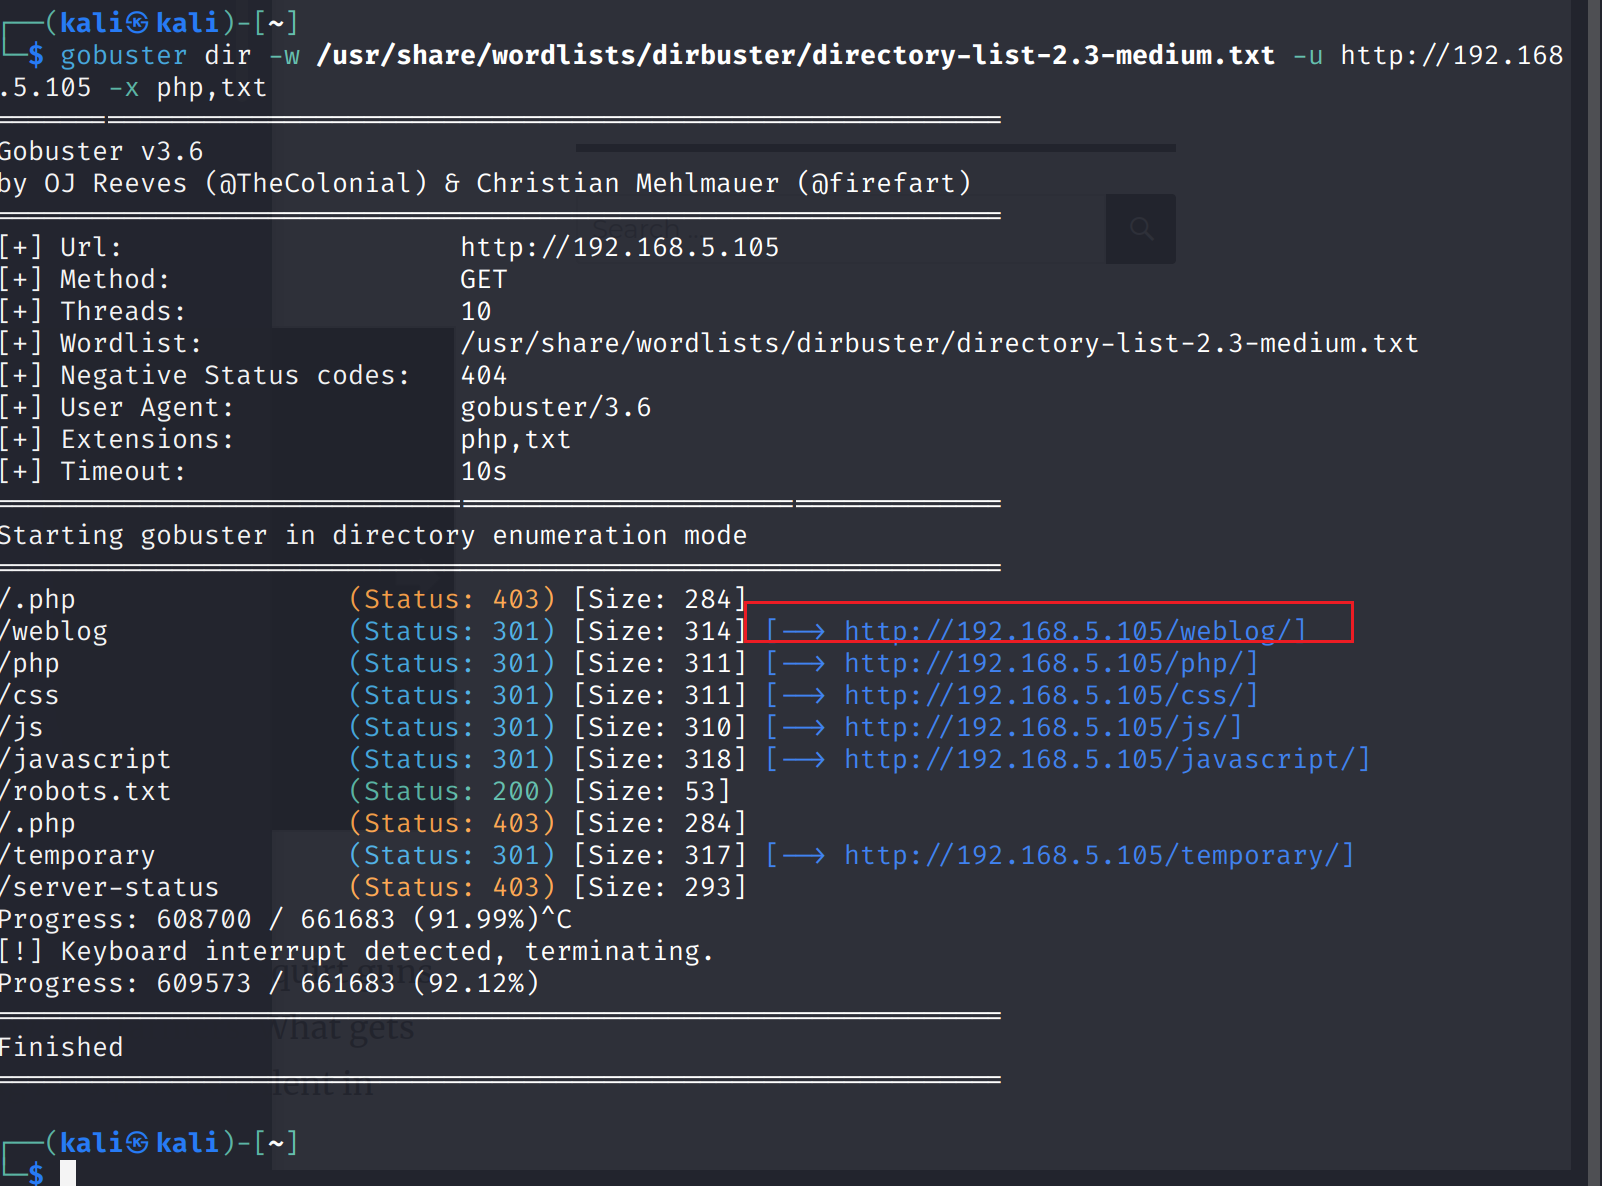 ┌──(kali㉿kali)-[~]
└─$ gobuster dir -w /usr/share/wordlists/dirbuster/directory-list-2.3-medium.txt -u http://192.168
.5.105 -x php,txt
Gobuster v3.6
by OJ Reeves (@TheColonial) & Christian Mehlmauer (@firefart)
Search …
[+] Url: http://192.168.5.105
[+] Method: GET
[+] Threads: 10
[+] Wordlist: /usr/share/wordlists/dirbuster/directory-list-2.3-medium.txt
[+] Negative Status codes: 404
[+] User Agent: gobuster/3.6
[+] Extensions: php,txt
[+] Timeout: 10s
Starting gobuster in directory enumeration mode
/.php (Status: 403) [Size: 284]
/weblog (Status: 301) [Size: 314] [--> http://192.168.5.105/weblog/]
/php (Status: 301) [Size: 311] [--> http://192.168.5.105/php/]
/css (Status: 301) [Size: 311] [--> http://192.168.5.105/css/]
/js (Status: 301) [Size: 310] [--> http://192.168.5.105/js/]
/javascript (Status: 301) [Size: 318] [--> http://192.168.5.105/javascript/]
/robots.txt (Status: 200) [Size: 53]
/.php (Status: 403) [Size: 284]
/temporary (Status: 301) [Size: 317] [--> http://192.168.5.105/temporary/]
/server-status (Status: 403) [Size: 293]
Progress: 608700 / 661683 (91.99%)^C
[!] Keyboard interrupt detected, terminating.
Progress: 609573 / 661683 (92.12%)
What gets
Finished
┌──(kali㉿kali)-[~]
└─$